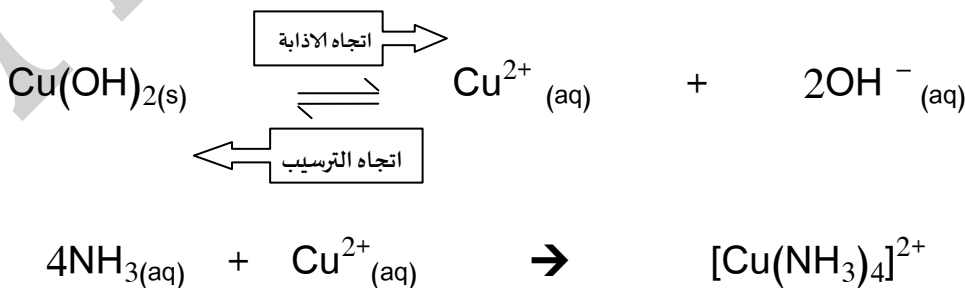 اتجاه الاذابة
Cu(OH)₂₍ₛ₎ ⇌ Cu²⁺ (aq) + 2OH ⁻ (aq)
اتجاه الترسيب
4NH₃(aq) + Cu²⁺(aq) ➔ [Cu(NH₃)₄]²⁺